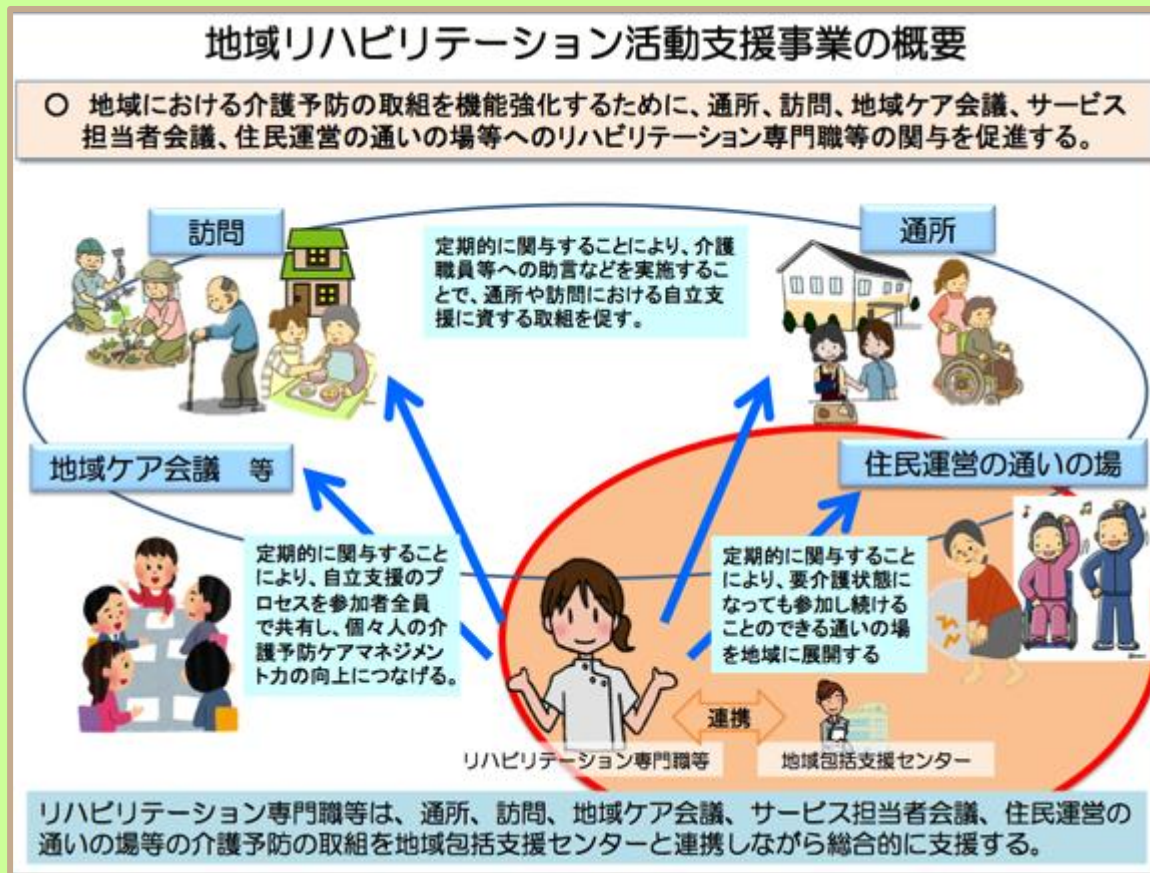 地域リハビリテーション活動支援事業の概要
○ 地域における介護予防の取組を機能強化するために、通所、訪問、地域ケア会議、サービス
担当者会議、住民運営の通いの場等へのリハビリテーション専門職等の関与を促進する。
訪問
定期的に関与することにより、介護
職員等への助言などを実施するこ
とで、通所や訪問における自立支
援に資する取組を促す。
通所
地域ケア会議 等
定期的に関与すること
により、自立支援のプ
ロセスを参加者全員
で共有し、個々人の介
護予防ケアマネジメン
ト力の向上につなげる。
住民運営の通いの場
定期的に関与すること
により、要介護状態に
なっても参加し続ける
ことのできる通いの場
を地域に展開する
連携
リハビリテーション専門職等
地域包括支援センター
リハビリテーション専門職等は、通所、訪問、地域ケア会議、サービス担当者会議、住民運営の
通いの場等の介護予防の取組を地域包括支援センターと連携しながら総合的に支援する。